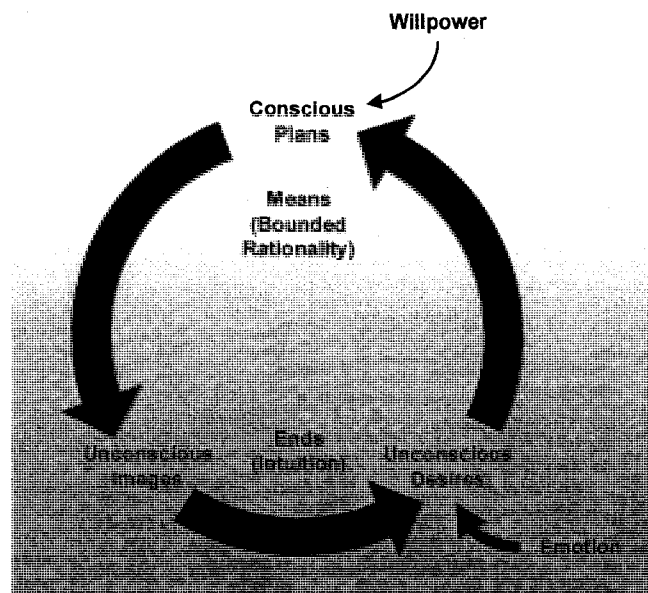 Willpower
Conscious
Plans
Means
(Bounded
Rationality)
Unconscious
Images
Ends
(Intuition)
Unconscious
Desires
Emotion